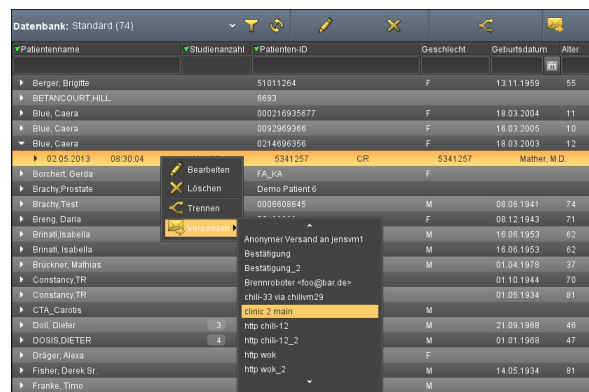 Datenbank: Standard (74)
Patientenname Studienanzahl Patienten-ID Geschlecht Geburtsdatum Alter
Berger, Brigitte 51011264 F 13.11.1959 55
BETANCOURT,HILL 6693
Blue, Caera 000216935677 F 18.03.2004 11
Blue, Caera 0092969366 F 16.03.2005 10
Blue, Caera 0214696356 F 18.03.2003 12
02.05.2013 08:30:04 5341257 CR 5341257 Mather, M.D.
Borchert, Gerda FA_KA F
Brachy,Prostate Demo Patient 6
Brachy,Test 0006608645 M 08.06.1941 74
Breng, Daria F 08.12.1943 71
Brinati,Isabella M 16.06.1953 62
Brinati, Isabella M 16.06.1953 62
Brückner, Mathias M 01.04.1978 37
Constancy,TR 01.10.1944 70
Constancy,TR 01.05.1934 81
CTA_Carotis M
Doll, Dieter 3 M 21.09.1968 46
DOSIS,DIETER 4 M 01.01.1968 47
Dräger, Alexa F
Fisher, Derek Sr. M 14.05.1934 81
Franke, Timo M
Bearbeiten
Löschen
Trennen
Versenden
Anonymer Versand an jensvm1
Bestätigung
Bestätigung_2
Brennroboter <foo@bar.de>
chili-33 via chilivm29
clinic 2 main
http chili-12
http chili-12_2
http wok
http wok_2